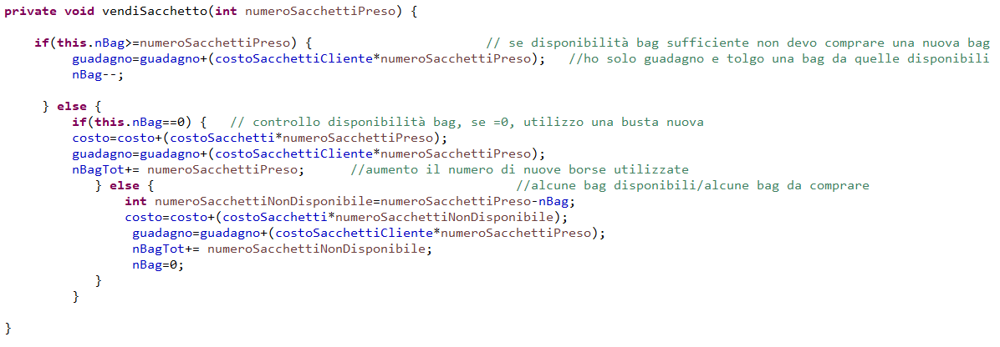 private void vendiSacchetto(int numeroSacchettiPreso) {
if(this.nBag>=numeroSacchettiPreso) { // se disponibilità bag sufficiente non devo comprare una nuova bag
guadagno=guadagno+(costoSacchettiCliente*numeroSacchettiPreso); //ho solo guadagno e tolgo una bag da quelle disponibili
nBag--;
} else {
if(this.nBag==0) { // controllo disponibilità bag, se =0, utilizzo una busta nuova
costo=costo+(costoSacchetti*numeroSacchettiPreso);
guadagno=guadagno+(costoSacchettiCliente*numeroSacchettiPreso);
nBagTot+= numeroSacchettiPreso; //aumento il numero di nuove borse utilizzate
} else { //alcune bag disponibili/alcune bag da comprare
int numeroSacchettiNonDisponibile=numeroSacchettiPreso-nBag;
costo=costo+(costoSacchetti*numeroSacchettiNonDisponibile);
guadagno=guadagno+(costoSacchettiCliente*numeroSacchettiPreso);
nBagTot+= numeroSacchettiNonDisponibile;
nBag=0;
}
}
}